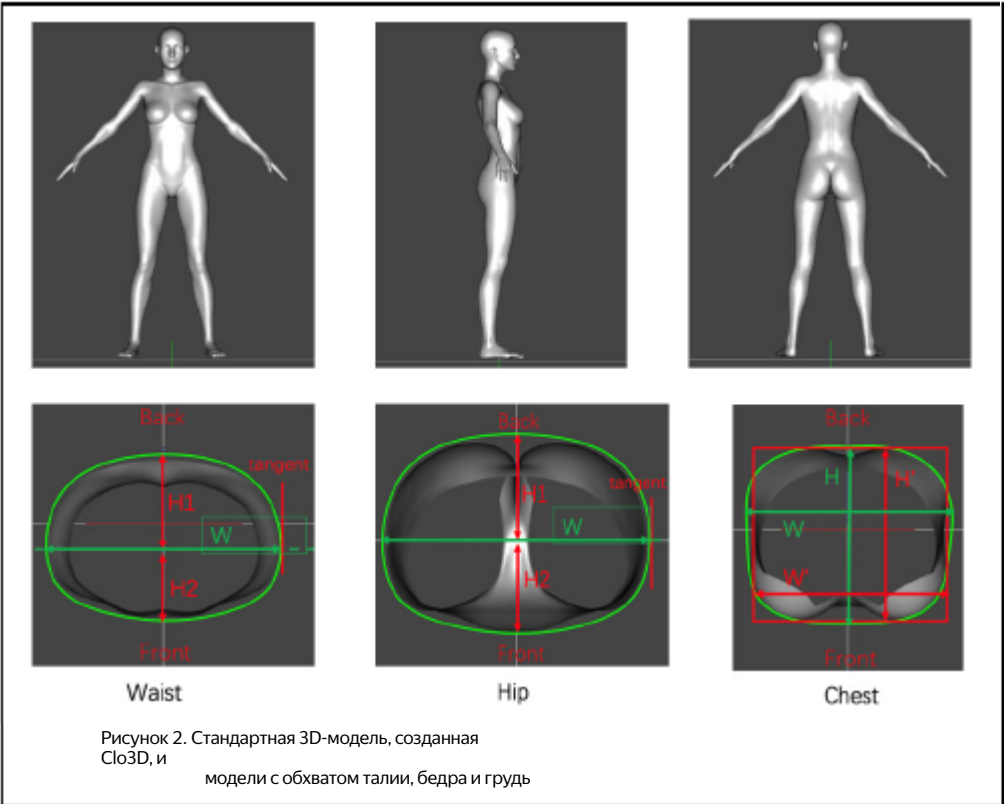 Back
tangent
H1
W
H2
Front
Waist
Back
tangent
H1
W
H2
Front
Hip
Back
H
H'
W
W'
Front
Chest
Рисунок 2. Стандартная 3D-модель, созданная
Clo3D, и
модели с обхватом талии, бедра и грудь